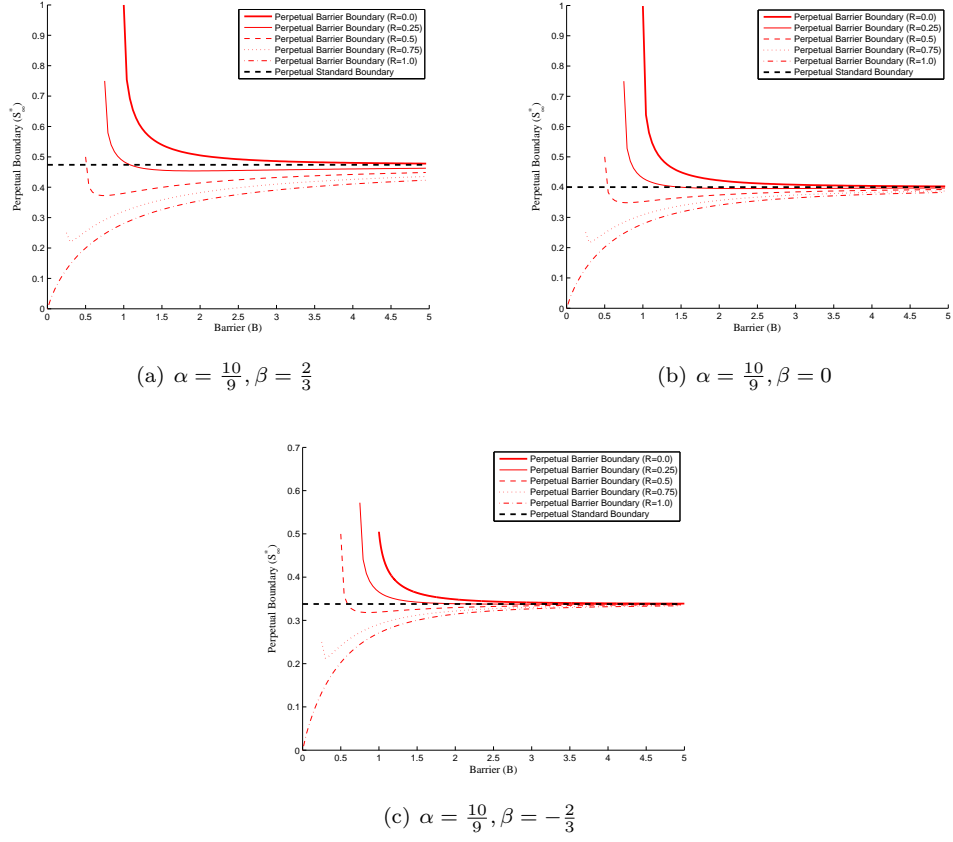 Perpetual Barrier Boundary (R=0.0)
Perpetual Barrier Boundary (R=0.25)
Perpetual Barrier Boundary (R=0.5)
Perpetual Barrier Boundary (R=0.75)
Perpetual Barrier Boundary (R=1.0)
Perpetual Standard Boundary
Perpetual Boundary (S*∞)
1
0.9
0.8
0.7
0.6
0.5
0.4
0.3
0.2
0.1
0
0 0.5 1 1.5 2 2.5 3 3.5 4 4.5 5
Barrier (B)
(a) α = 10/9, β = 2/3
Perpetual Barrier Boundary (R=0.0)
Perpetual Barrier Boundary (R=0.25)
Perpetual Barrier Boundary (R=0.5)
Perpetual Barrier Boundary (R=0.75)
Perpetual Barrier Boundary (R=1.0)
Perpetual Standard Boundary
Perpetual Boundary (S*∞)
1
0.9
0.8
0.7
0.6
0.5
0.4
0.3
0.2
0.1
0
0 0.5 1 1.5 2 2.5 3 3.5 4 4.5 5
Barrier (B)
(b) α = 10/9, β = 0
Perpetual Barrier Boundary (R=0.0)
Perpetual Barrier Boundary (R=0.25)
Perpetual Barrier Boundary (R=0.5)
Perpetual Barrier Boundary (R=0.75)
Perpetual Barrier Boundary (R=1.0)
Perpetual Standard Boundary
Perpetual Boundary (S*∞)
0.7
0.6
0.5
0.4
0.3
0.2
0.1
0
0 0.5 1 1.5 2 2.5 3 3.5 4 4.5 5
Barrier (B)
(c) α = 10/9, β = −2/3